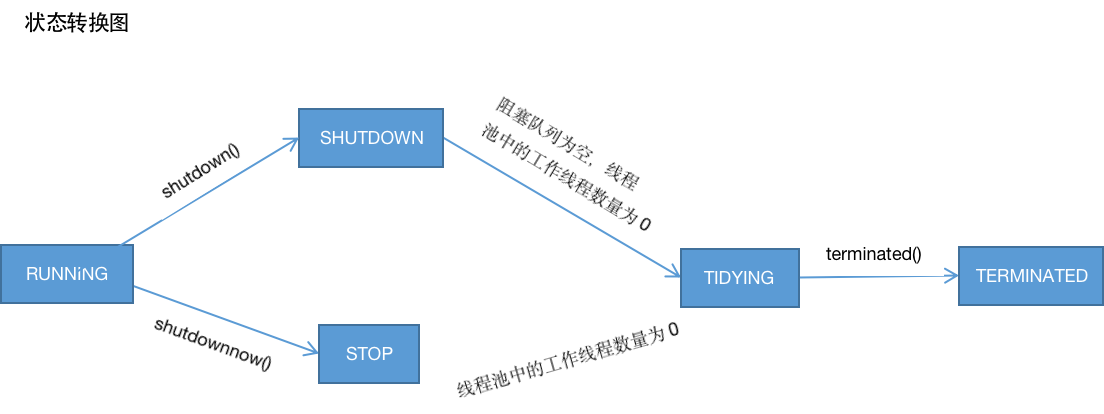 状态转换图
SHUTDOWN
shutdown()
阻塞队列为空，线程
池中的工作线程数量为 0
RUNNiNG
TIDYING
terminated()
TERMINATED
shutdownnow()
STOP
线程池中的工作线程数量为 0